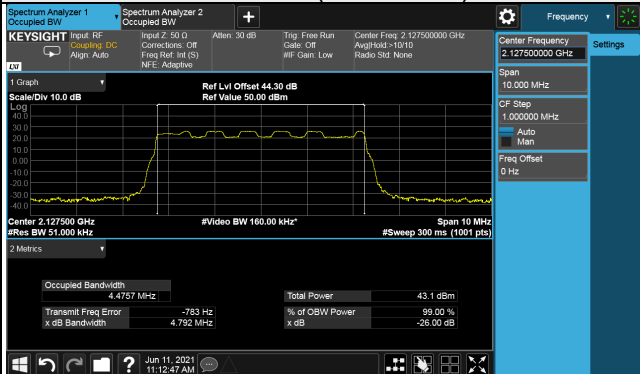 Spectrum Analyzer 1
Occupied BW
Spectrum Analyzer 2
Occupied BW
Frequency
KEYSIGHT
Input: RF
Coupling: DC
Align: Auto
Input Z: 50 Ω
Corrections: Off
Freq Ref: Int (S)
NFE: Adaptive
Atten: 30 dB
Trig: Free Run
Gate: Off
#IF Gain: Low
Center Freq: 2.127500000 GHz
Avg|Hold:>10/10
Radio Std: None
LXI
Center Frequency
2.127500000 GHz
Settings
Span
10.000 MHz
CF Step
1.000000 MHz
Auto
Man
Freq Offset
0 Hz
1 Graph
Scale/Div 10.0 dB
Ref Lvl Offset 44.30 dB
Ref Value 50.00 dBm
Log
40.0
30.0
20.0
10.0
0.00
-10.0
-20.0
-30.0
-40.0
Center 2.127500 GHz
#Res BW 51.000 kHz
#Video BW 160.00 kHz*
Span 10 MHz
#Sweep 300 ms (1001 pts)
2 Metrics
Occupied Bandwidth
4.4757 MHz
Total Power 43.1 dBm
Transmit Freq Error -783 Hz
% of OBW Power 99.00 %
x dB Bandwidth 4.792 MHz
x dB -26.00 dB
?
Jun 11, 2021
11:12:47 AM